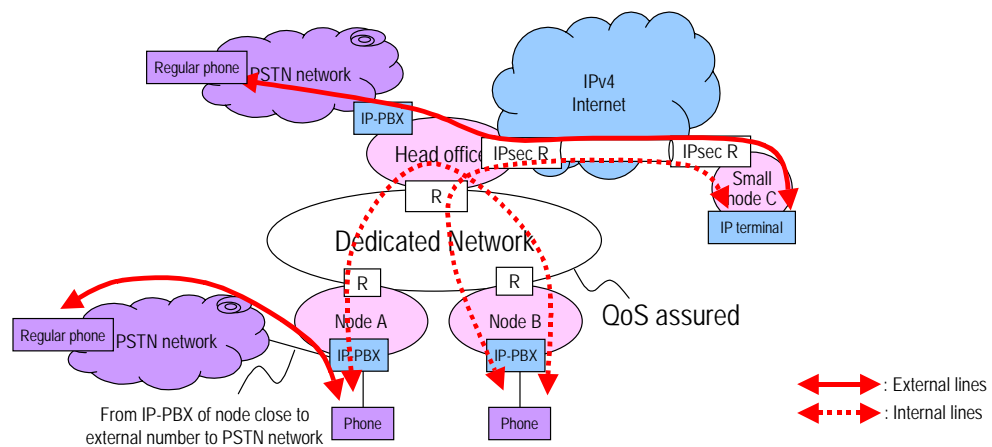 Regular phone
PSTN network
IPv4
Internet
IP-PBX
Head office
IPsec R
IPsec R
Small
node C
R
IP terminal
Dedicated Network
R
R
QoS assured
Node A
Node B
Regular phone
PSTN network
IP-PBX
IP-PBX
From IP-PBX of node close to
external number to PSTN network
Phone
Phone
: External lines
: Internal lines